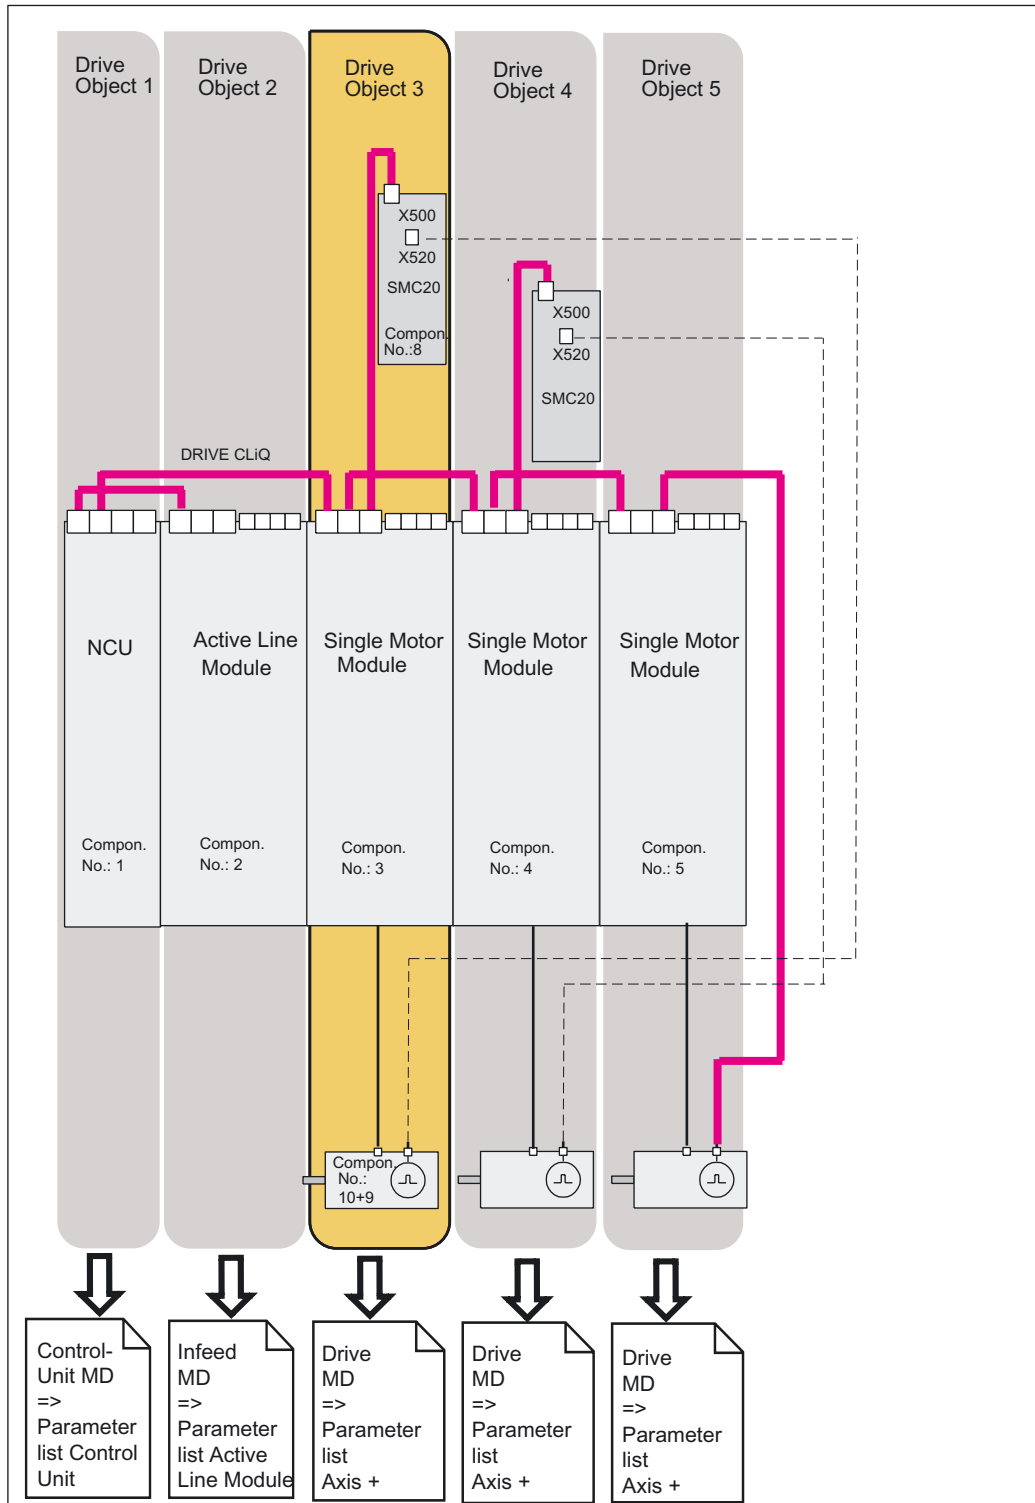 Drive
Object 1
Drive
Object 2
Drive
Object 3
Drive
Object 4
Drive
Object 5
X500
X520
SMC20
Compon.
No.:8
X500
X520
SMC20
DRIVE CLiQ
NCU
Active Line
Module
Single Motor
Module
Single Motor
Module
Single Motor
Module
Compon.
No.: 1
Compon.
No.: 2
Compon.
No.: 3
Compon.
No.: 4
Compon.
No.: 5
Compon.
No.:
10+9
Control-
Unit MD
=>
Parameter
list Control
Unit
Infeed
MD
=>
Parameter
list Active
Line Module
Drive
MD
=>
Parameter
list
Axis +
Drive
MD
=>
Parameter
list
Axis +
Drive
MD
=>
Parameter
list
Axis +